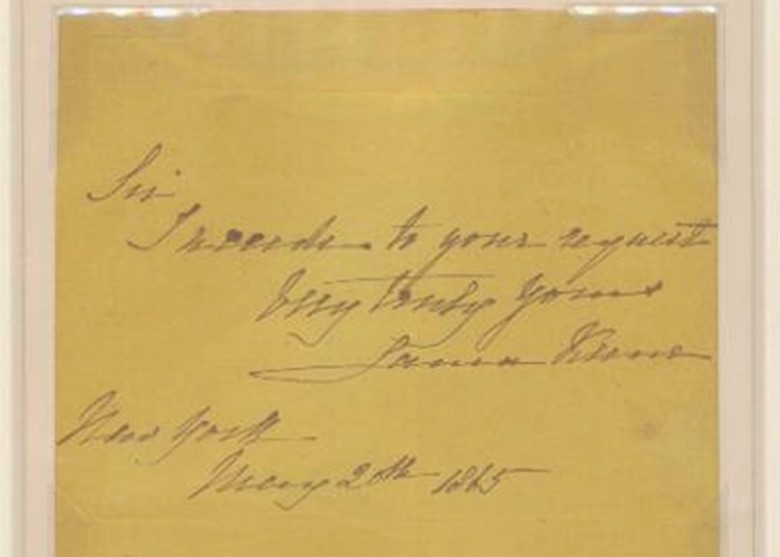 Sir
I accede to your request
Very truly yours
Laura Keene
New York
May 20th 1865